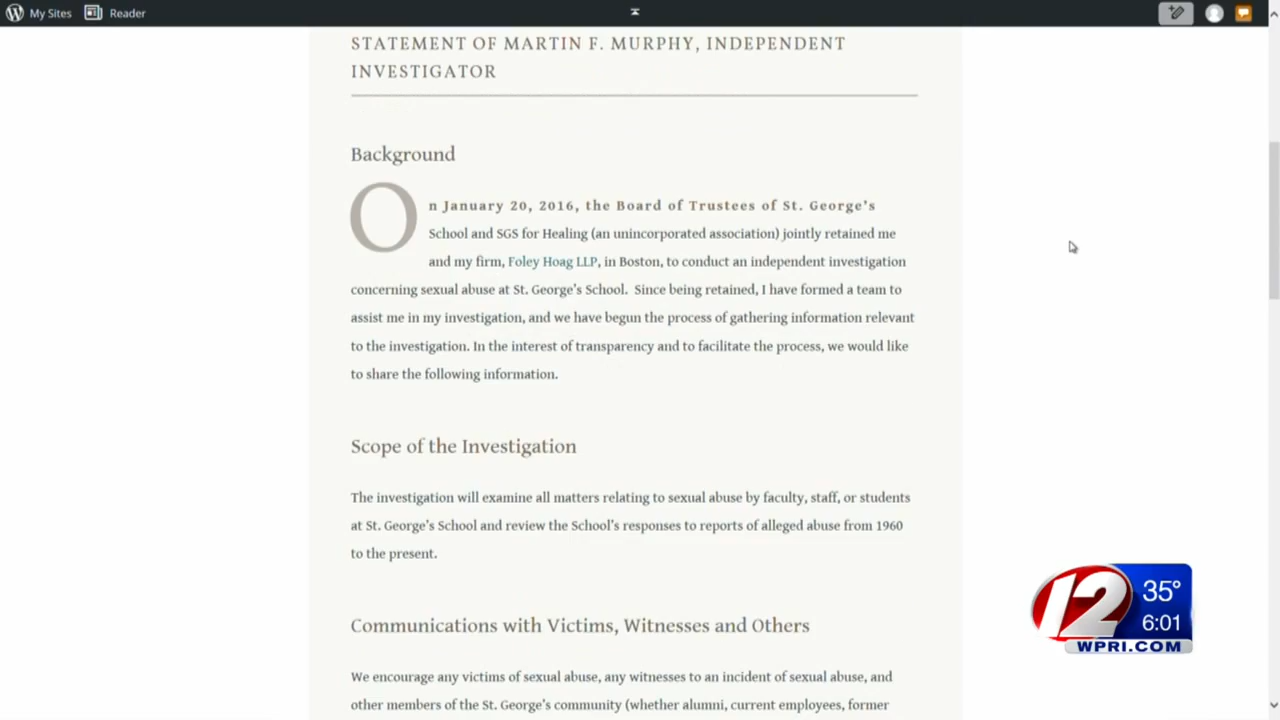 My Sites Reader
STATEMENT OF MARTIN F. MURPHY, INDEPENDENT
INVESTIGATOR
Background
On January 20, 2016, the Board of Trustees of St. George's
School and SGS for Healing (an unincorporated association) jointly retained me
and my firm, Foley Hoag LLP, in Boston, to conduct an independent investigation
concerning sexual abuse at St. George's School. Since being retained, I have formed a team to
assist me in my investigation, and we have begun the process of gathering information relevant
to the investigation. In the interest of transparency and to facilitate the process, we would like
to share the following information.
Scope of the Investigation
The investigation will examine all matters relating to sexual abuse by faculty, staff, or students
at St. George's School and review the School's responses to reports of alleged abuse from 1960
to the present.
Communications with Victims, Witnesses and Others
We encourage any victims of sexual abuse, any witnesses to an incident of sexual abuse, and
other members of the St. George's community (whether alumni, current employees, former
12 35°
6:01
WPRI.COM